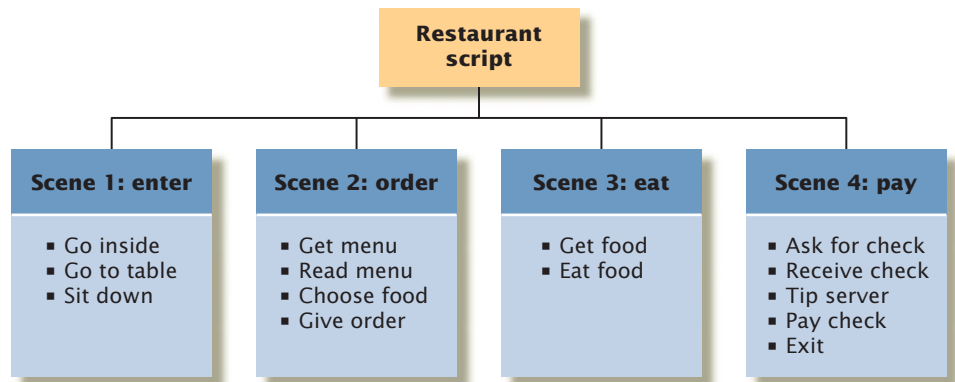 Restaurant
script
Scene 1: enter
▪ Go inside
▪ Go to table
▪ Sit down
Scene 2: order
▪ Get menu
▪ Read menu
▪ Choose food
▪ Give order
Scene 3: eat
▪ Get food
▪ Eat food
Scene 4: pay
▪ Ask for check
▪ Receive check
▪ Tip server
▪ Pay check
▪ Exit